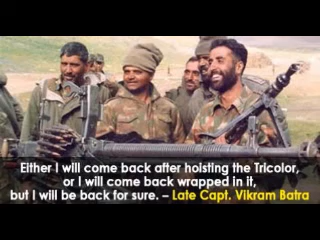 Either I will come back after hoisting the Tricolor,
or I will come back wrapped in it,
but I will be back for sure. – Late Capt. Vikram Batra